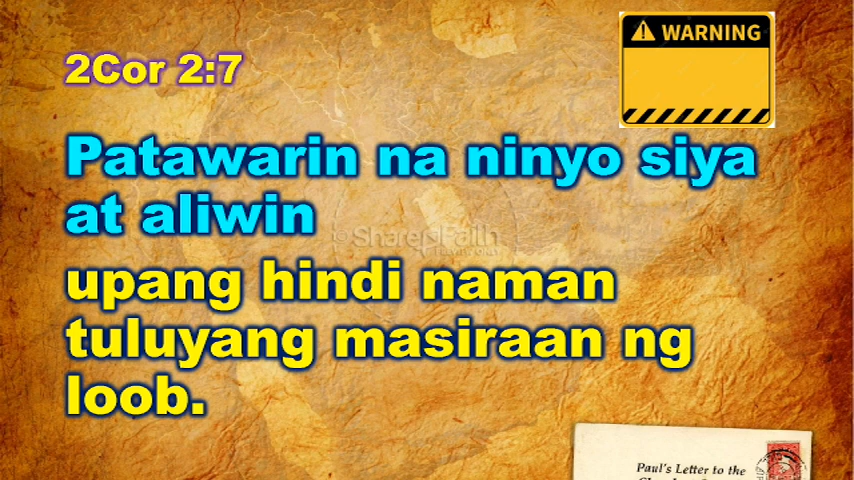 WARNING
2Cor 2:7
Patawarin na ninyo siya
at aliwin
upang hindi naman
tuluyang masiraan ng
loob.
Paul's Letter to the